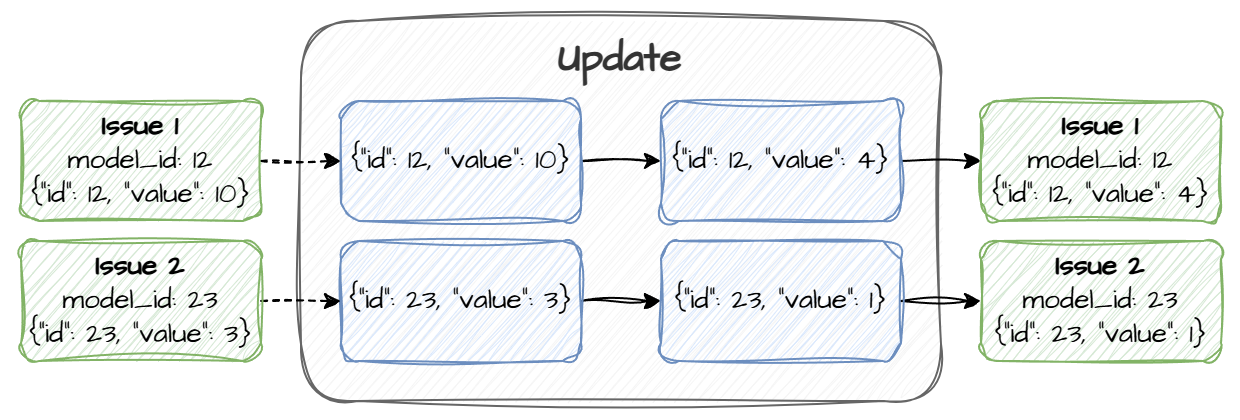 Update
Issue 1
model_id: 12
{"id": 12, "value": 10}
{"id": 12, "value": 10}
{"id": 12, "value": 4}
Issue 1
model_id: 12
{"id": 12, "value": 4}
Issue 2
model_id: 23
{"id": 23, "value": 3}
{"id": 23, "value": 3}
{"id": 23, "value": 1}
Issue 2
model_id: 23
{"id": 23, "value": 1}